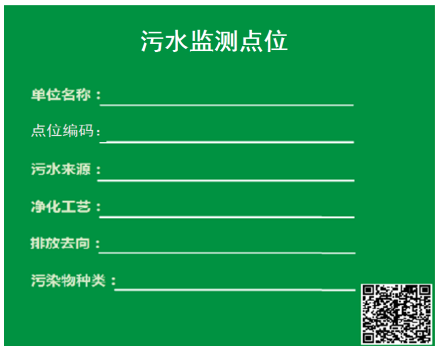 污水监测点位
单位名称：
点位编码：
污水来源：
净化工艺：
排放去向：
污染物种类：